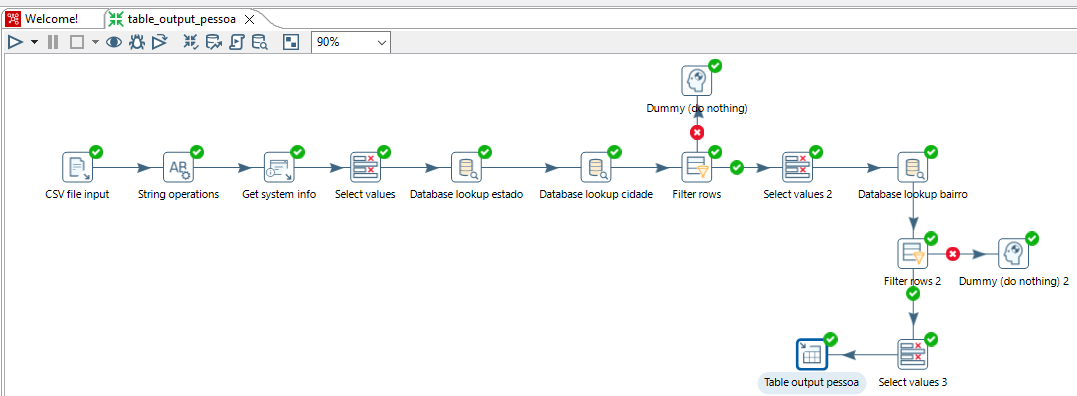 Welcome!
table_output_pessoa
90%
Dummy (do nothing)
CSV file input
String operations
Get system info
Select values
Database lookup estado
Database lookup cidade
Filter rows
Select values 2
Database lookup bairro
Filter rows 2
Dummy (do nothing) 2
Table output pessoa
Select values 3